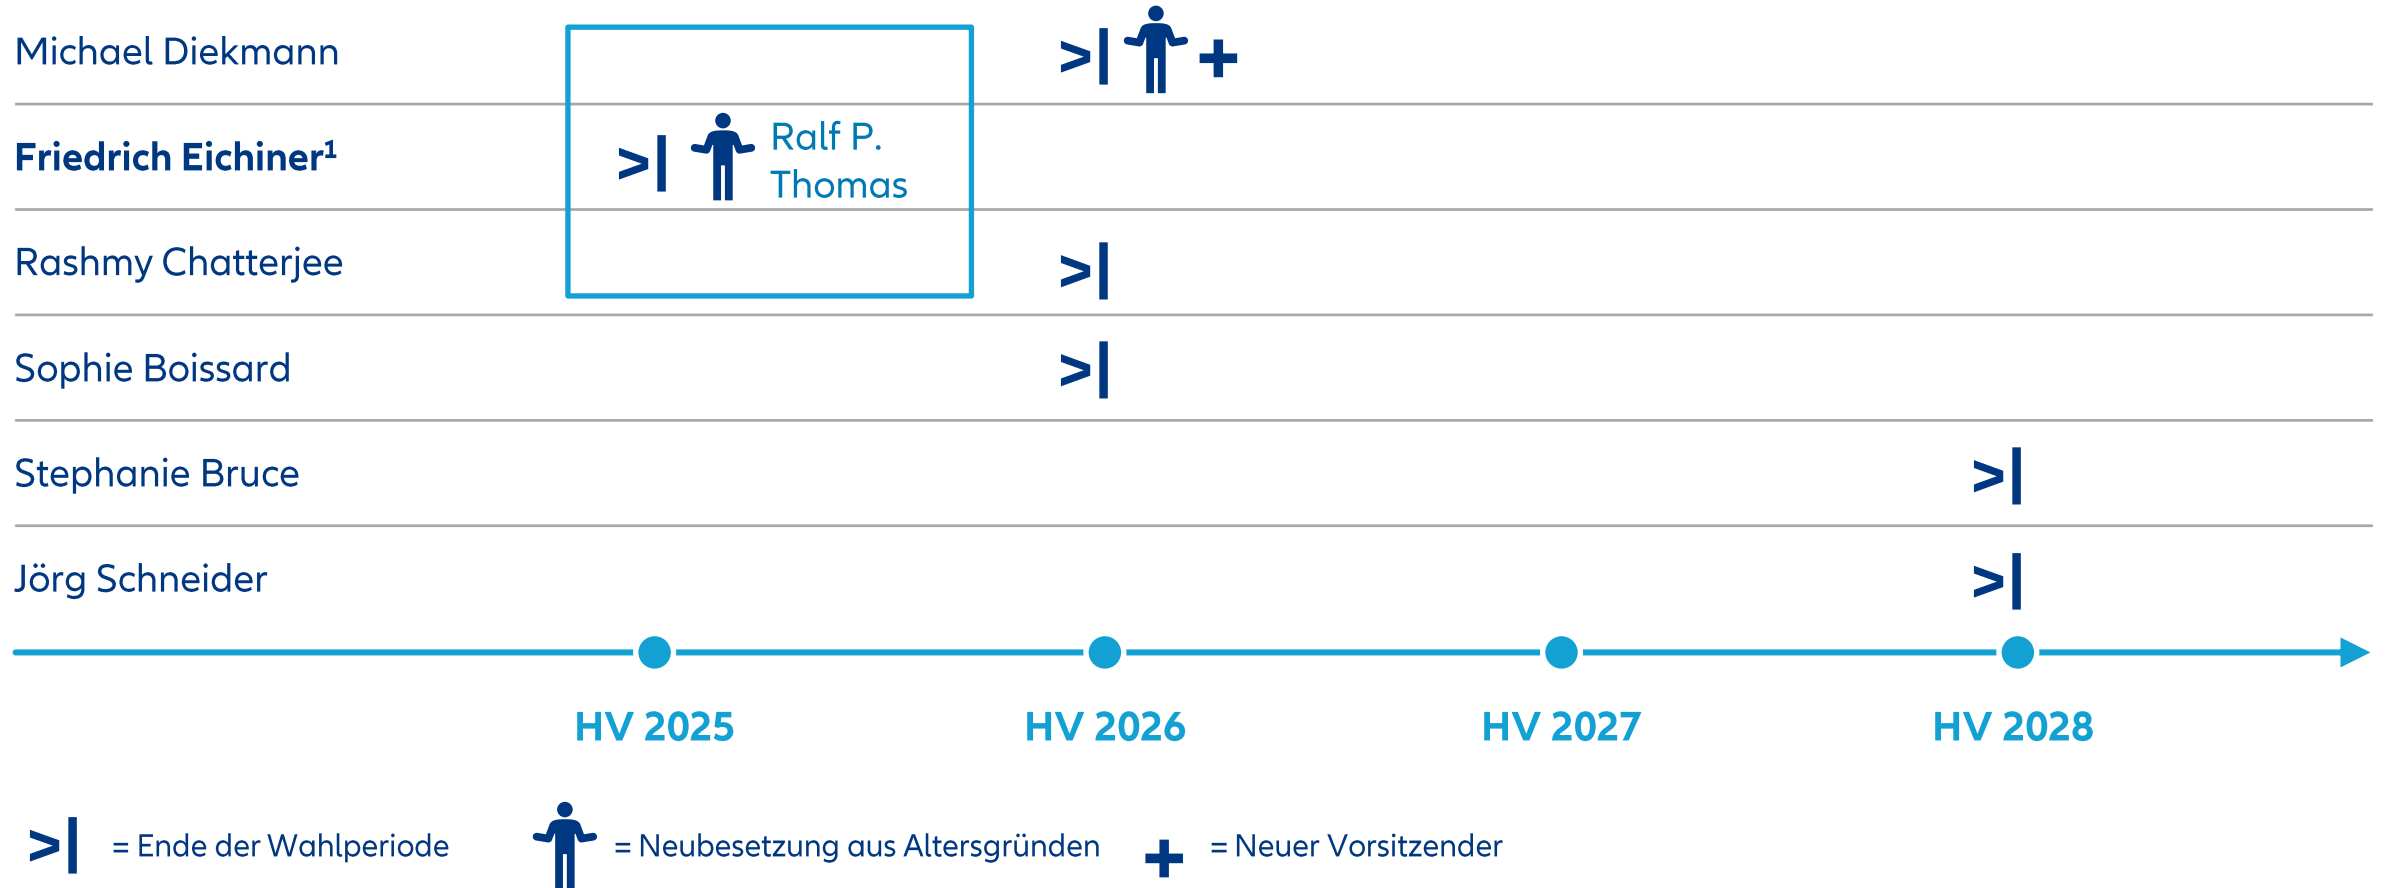 Michael Diekmann
>| +
Friedrich Eichiner¹
>| Ralf P.
Thomas
Rashmy Chatterjee
>|
Sophie Boissard
>|
Stephanie Bruce
>|
Jörg Schneider
>|
HV 2025
HV 2026
HV 2027
HV 2028
>| = Ende der Wahlperiode
= Neubesetzung aus Altersgründen
+ = Neuer Vorsitzender